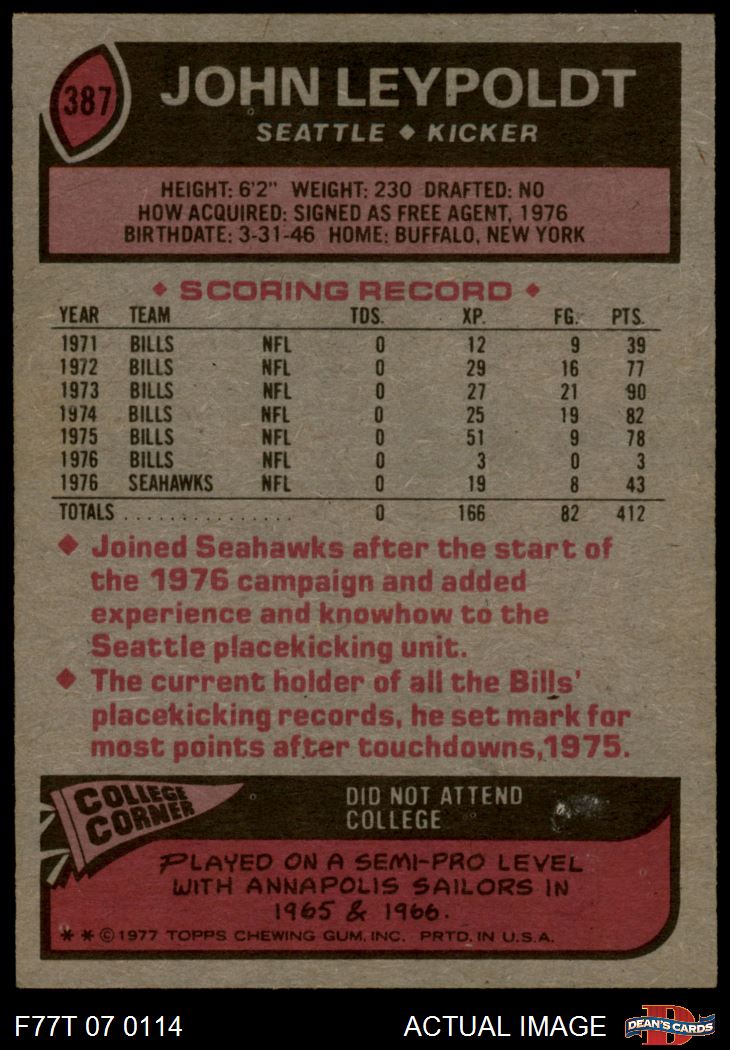 387
JOHN LEYPOLDT
SEATTLE ◆ KICKER
HEIGHT: 6'2" WEIGHT: 230 DRAFTED: NO
HOW ACQUIRED: SIGNED AS FREE AGENT, 1976
BIRTHDATE: 3-31-46 HOME: BUFFALO, NEW YORK
◆ SCORING RECORD ◆
YEAR TEAM TDS. XP. FG. PTS.
1971 BILLS NFL 0 12 9 39
1972 BILLS NFL 0 29 16 77
1973 BILLS NFL 0 27 21 90
1974 BILLS NFL 0 25 19 82
1975 BILLS NFL 0 51 9 78
1976 BILLS NFL 0 3 0 3
1976 SEAHAWKS NFL 0 19 8 43
TOTALS ................ 0 166 82 412
◆ Joined Seahawks after the start of
the 1976 campaign and added
experience and knowhow to the
Seattle placekicking unit.
◆ The current holder of all the Bills'
placekicking records, he set mark for
most points after touchdowns,1975.
COLLEGE
CORNER
DID NOT ATTEND
COLLEGE
PLAYED ON A SEMI-PRO LEVEL
WITH ANNAPOLIS SAILORS IN
1965 & 1966.
** ©1977 TOPPS CHEWING GUM, INC. PRTD. IN U.S.A.
F77T 07 0114 ACTUAL IMAGE
D
DEAN'S CARDS